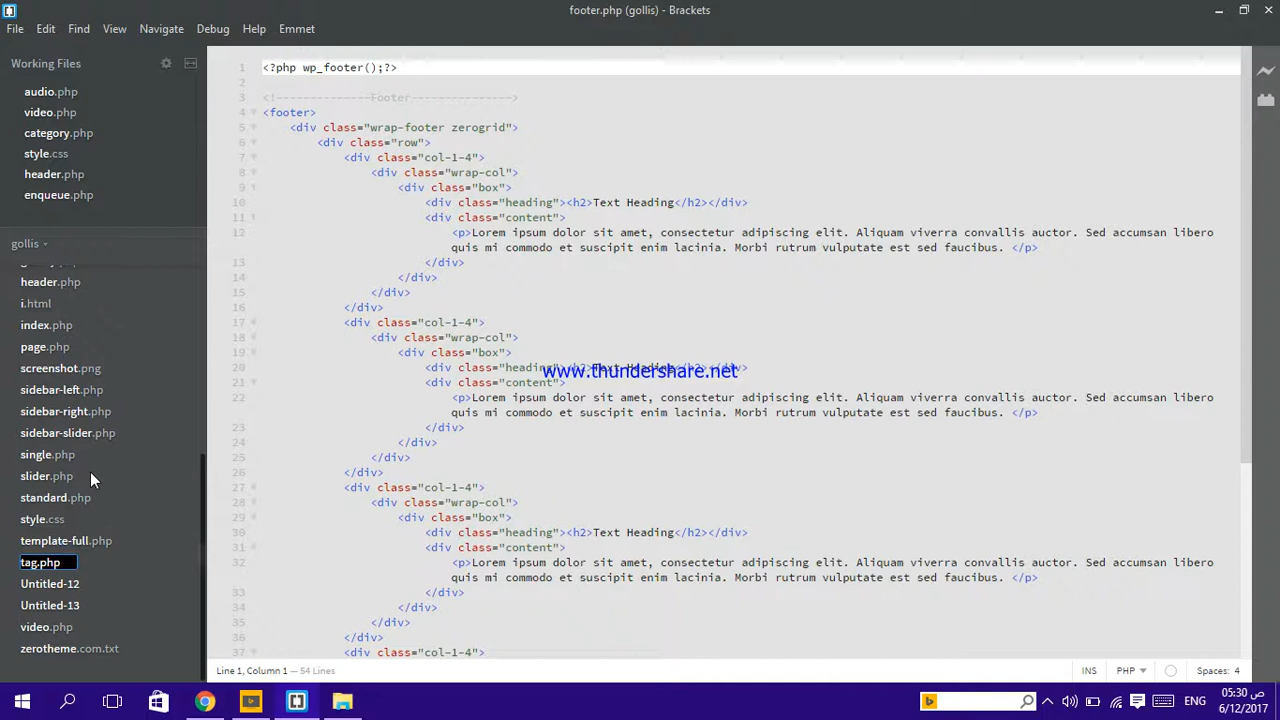 footer.php (gollis) - Brackets
File Edit Find View Navigate Debug Help Emmet
Working Files
audio.php
video.php
category.php
style.css
header.php
enqueue.php
gollis
header.php
i.html
index.php
page.php
screenshot.png
sidebar-left.php
sidebar-right.php
sidebar-slider.php
single.php
slider.php
standard.php
style.css
template-full.php
tag.php
Untitled-12
Untitled-13
video.php
zerotheme.com.txt
1 <?php wp_footer();?>
2
3 <!--------------Footer--------------->
4 <footer>
5 <div class="wrap-footer zerogrid">
6 <div class="row">
7 <div class="col-1-4">
8 <div class="wrap-col">
9 <div class="box">
10 <div class="heading"><h2>Text Heading</h2></div>
11 <div class="content">
12 <p>Lorem ipsum dolor sit amet, consectetur adipiscing elit. Aliquam viverra convallis auctor. Sed accumsan libero
quis mi commodo et suscipit enim lacinia. Morbi rutrum vulputate est sed faucibus. </p>
13 </div>
14 </div>
15 </div>
16 </div>
17 <div class="col-1-4">
18 <div class="wrap-col">
19 <div class="box">
20 <div class="heading"><h2>Text Heading</h2></div>
www.thundershare.net
21 <div class="content">
22 <p>Lorem ipsum dolor sit amet, consectetur adipiscing elit. Aliquam viverra convallis auctor. Sed accumsan libero
quis mi commodo et suscipit enim lacinia. Morbi rutrum vulputate est sed faucibus. </p>
23 </div>
24 </div>
25 </div>
26 </div>
27 <div class="col-1-4">
28 <div class="wrap-col">
29 <div class="box">
30 <div class="heading"><h2>Text Heading</h2></div>
31 <div class="content">
32 <p>Lorem ipsum dolor sit amet, consectetur adipiscing elit. Aliquam viverra convallis auctor. Sed accumsan libero
quis mi commodo et suscipit enim lacinia. Morbi rutrum vulputate est sed faucibus. </p>
33 </div>
34 </div>
35 </div>
36 </div>
37 <div class="col-1-4">
Line 1, Column 1 — 54 Lines
INS PHP Spaces: 4
ENG
05:30 ص
6/12/2017